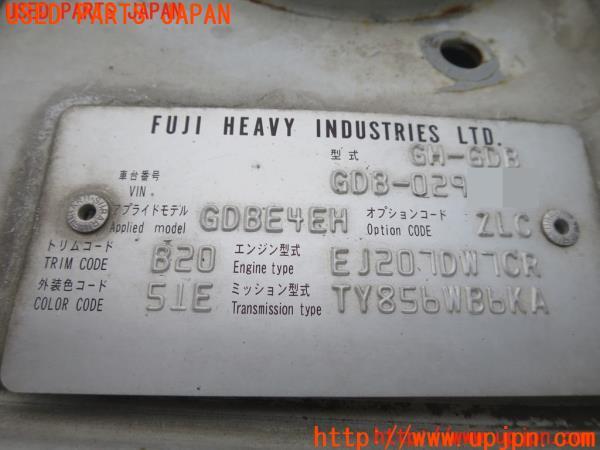 USED PARTS JAPAN
USED PARTS JAPAN
FUJI HEAVY INDUSTRIES LTD.
型式 GH-GDB
車台番号 VIN. GDB-029
アプライドモデル Applied model GDBE4EH オプションコード Option CODE ZLC
トリムコード TRIM CODE B20 エンジン型式 Engine type EJ207DW7CR
外装色コード COLOR CODE 51E ミッション型式 Transmission type TY856WB6KA
http://www.upjpn.com/